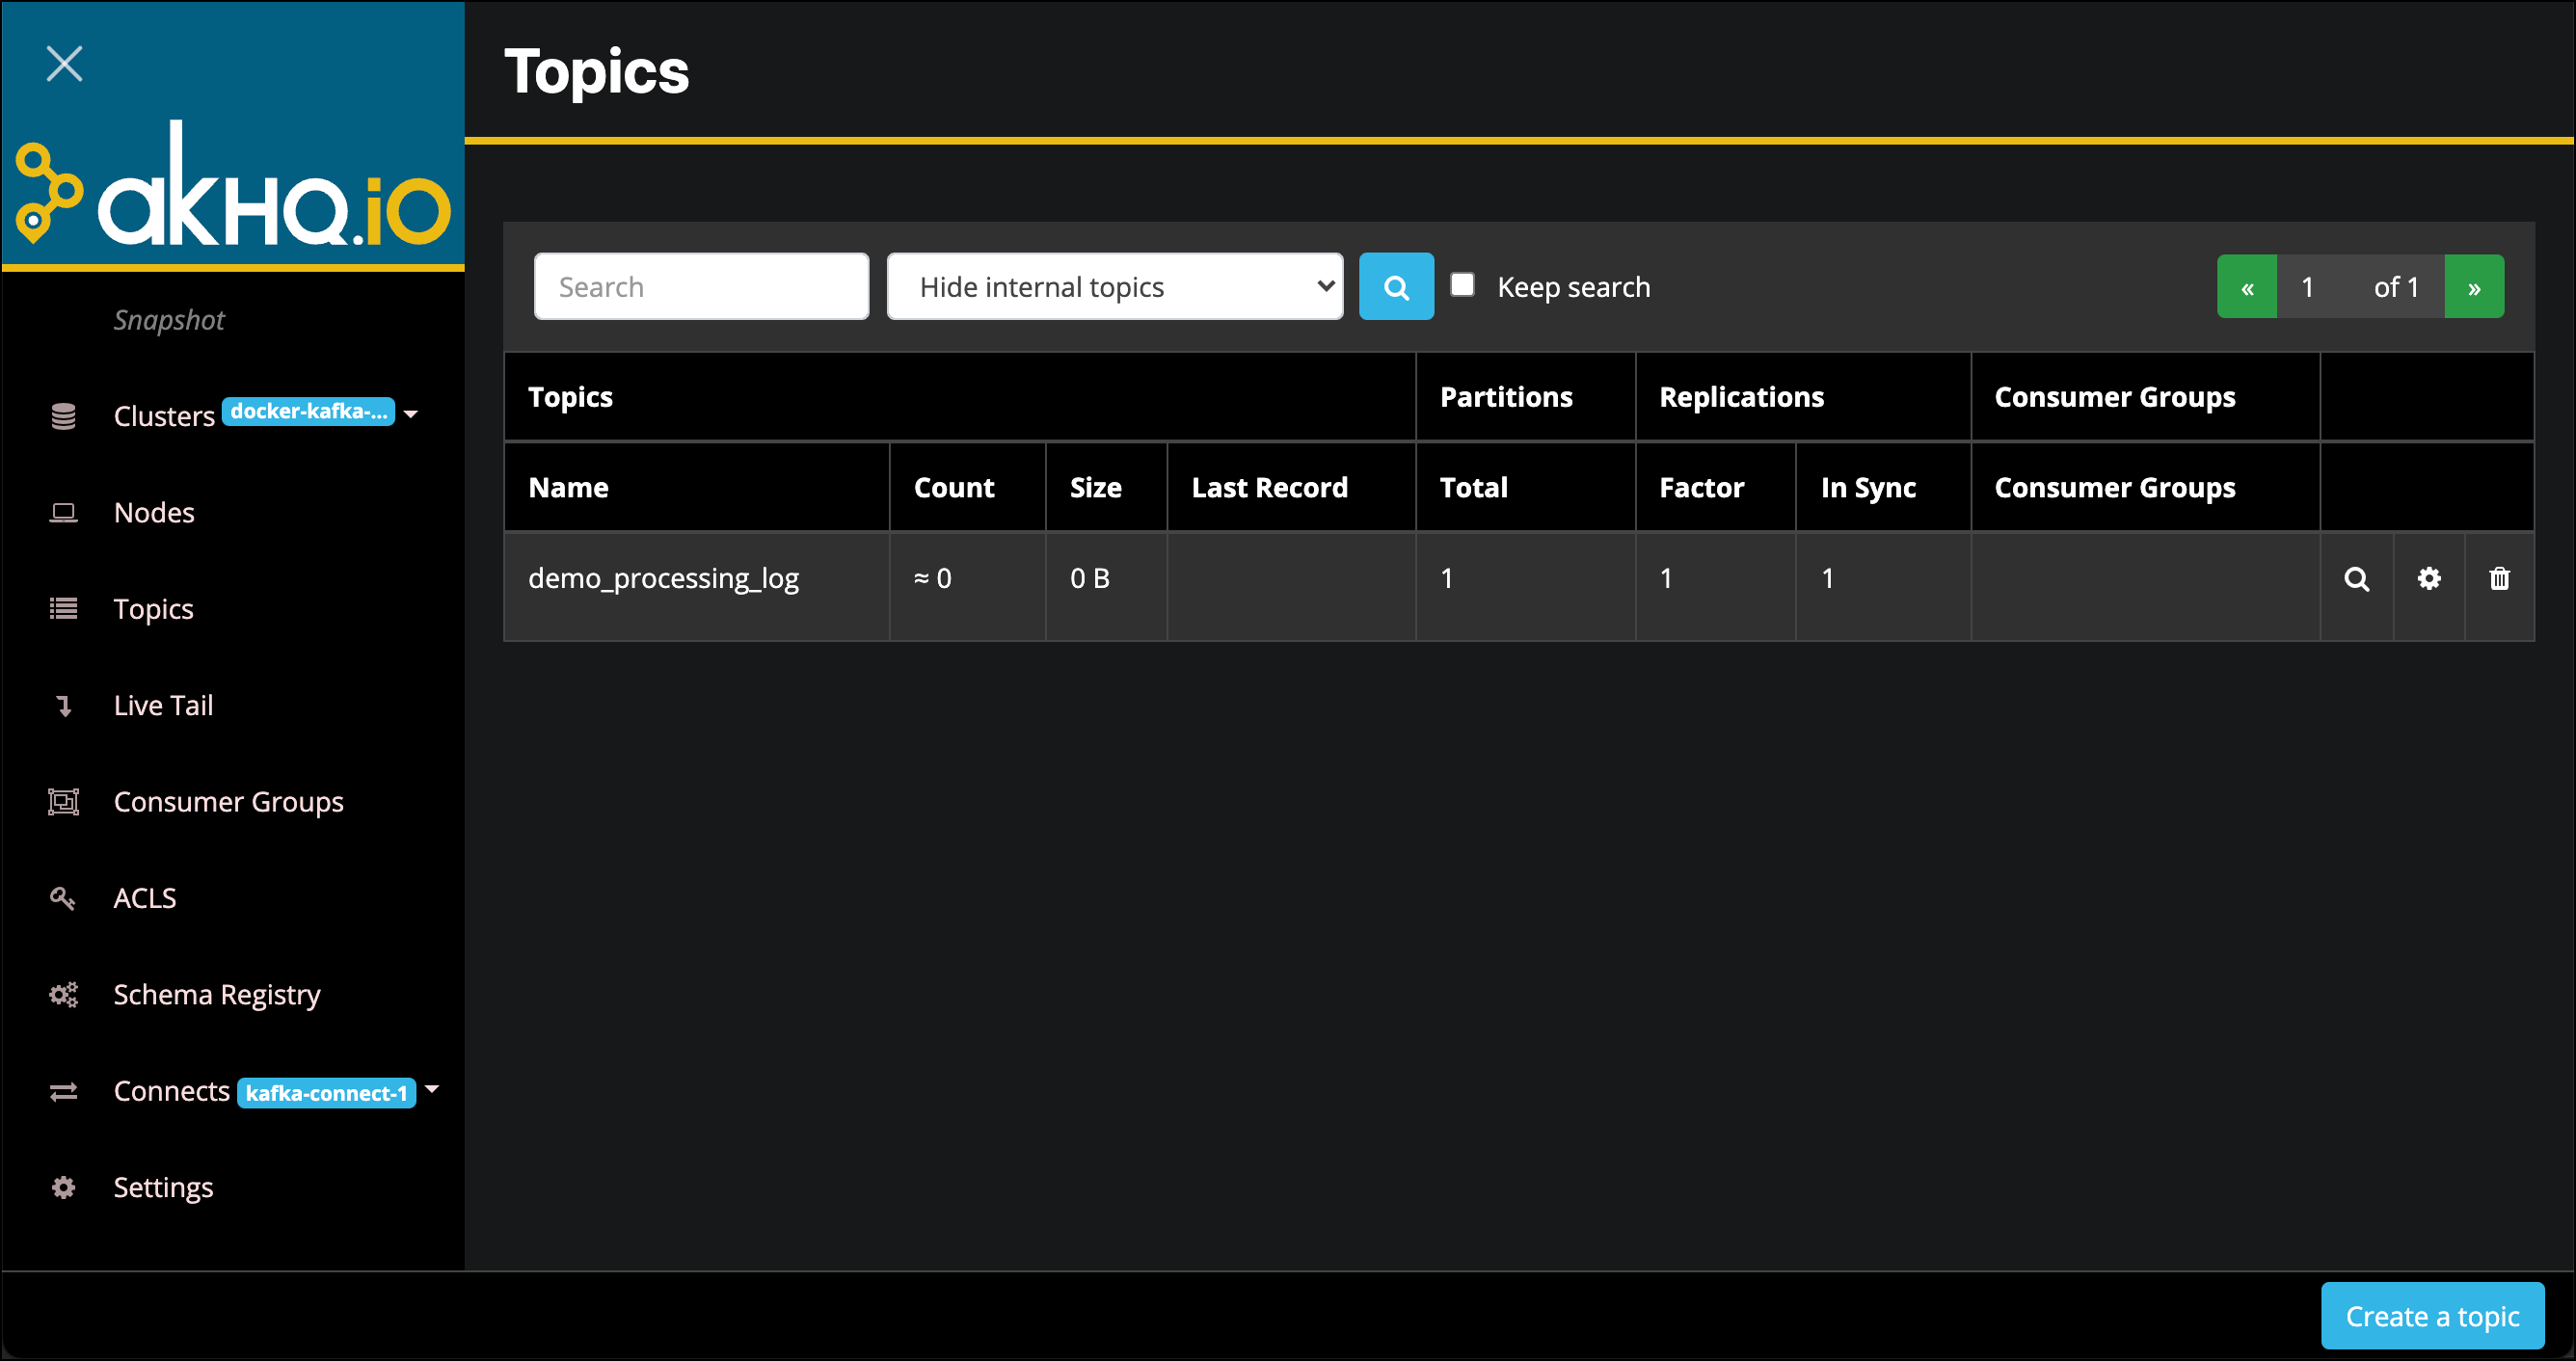 Topics
akHQ.io
Snapshot
Clusters docker-kafka-...
Nodes
Topics
Live Tail
Consumer Groups
ACLS
Schema Registry
Connects kafka-connect-1
Settings
Search Hide internal topics Keep search « 1 of 1 »
Topics Partitions Replications Consumer Groups
Name Count Size Last Record Total Factor In Sync Consumer Groups
demo_processing_log ≈ 0 0 B 1 1 1
Create a topic